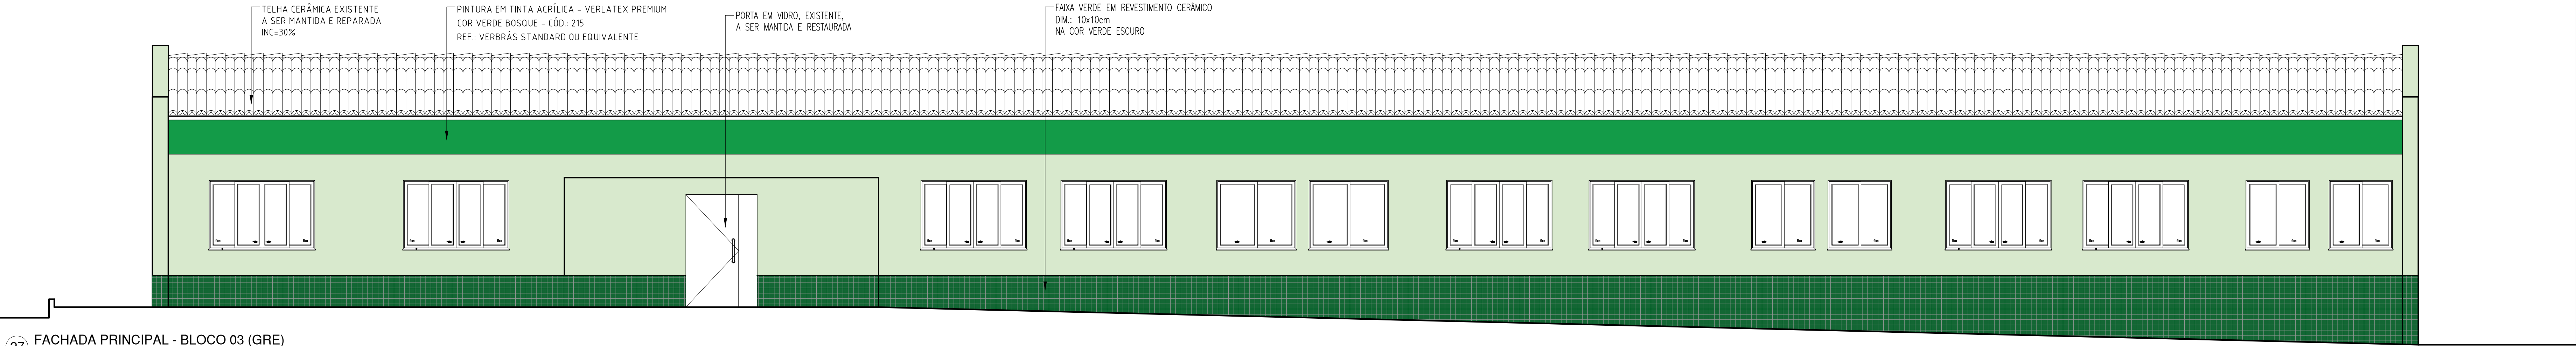 TELHA CERÂMICA EXISTENTE
A SER MANTIDA E REPARADA
INC=30%
PINTURA EM TINTA ACRÍLICA - VERLATEX PREMIUM
COR VERDE BOSQUE - CÓD.: 215
REF.: VERBRÁS STANDARD OU EQUIVALENTE
PORTA EM VIDRO, EXISTENTE,
A SER MANTIDA E RESTAURADA
FAIXA VERDE EM REVESTIMENTO CERÂMICO
DIM.: 10x10cm
NA COR VERDE ESCURO
FACHADA PRINCIPAL - BLOCO 03 (GRE)